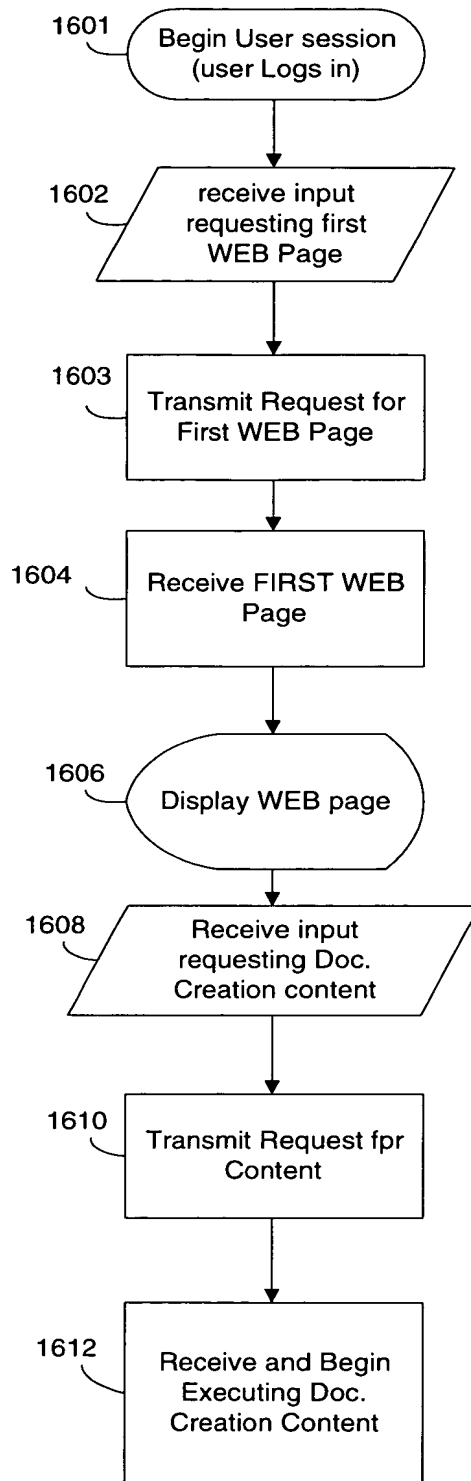 1601
Begin User session
(user Logs in)
1602
receive input
requesting first
WEB Page
1603
Transmit Request for
First WEB Page
1604
Receive FIRST WEB
Page
1606
Display WEB page
1608
Receive input
requesting Doc.
Creation content
1610
Transmit Request fpr
Content
1612
Receive and Begin
Executing Doc.
Creation Content